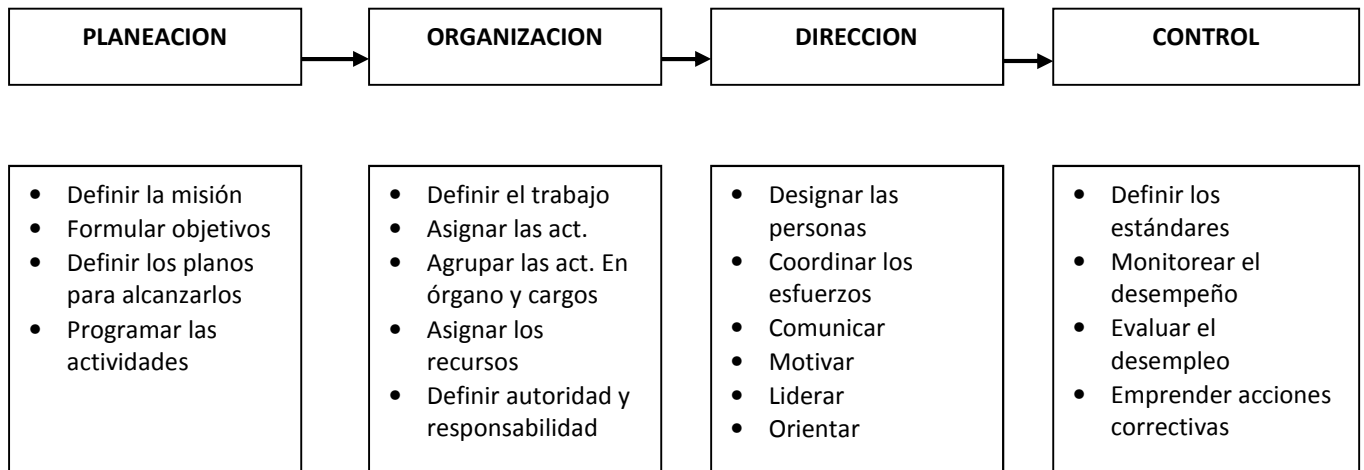 PLANEACION
ORGANIZACION
DIRECCION
CONTROL
• Definir la misión
• Formular objetivos
• Definir los planos
para alcanzarlos
• Programar las
actividades
• Definir el trabajo
• Asignar las act.
• Agrupar las act. En
órgano y cargos
• Asignar los
recursos
• Definir autoridad y
responsabilidad
• Designar las
personas
• Coordinar los
esfuerzos
• Comunicar
• Motivar
• Liderar
• Orientar
• Definir los
estándares
• Monitorear el
desempeño
• Evaluar el
desempleo
• Emprender acciones
correctivas